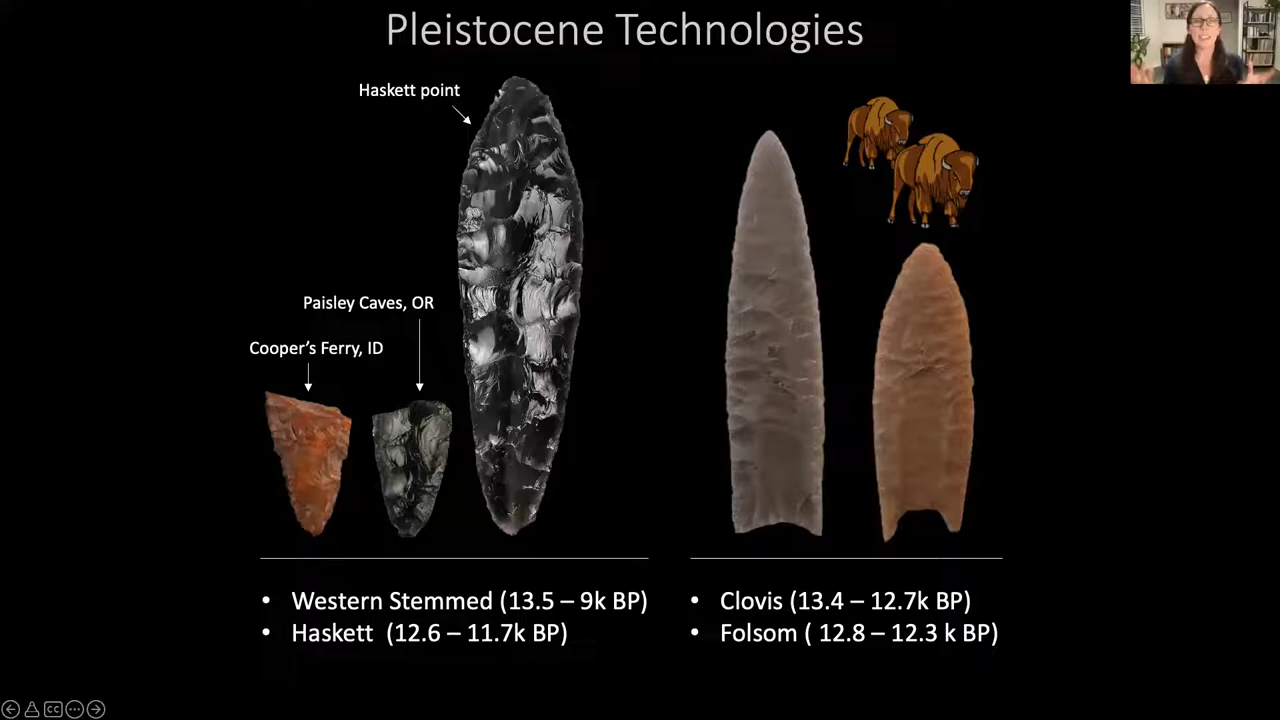 Pleistocene Technologies
Haskett point
Paisley Caves, OR
Cooper's Ferry, ID
• Western Stemmed (13.5 – 9k BP)
• Haskett (12.6 – 11.7k BP)
• Clovis (13.4 – 12.7k BP)
• Folsom ( 12.8 – 12.3 k BP)
CC